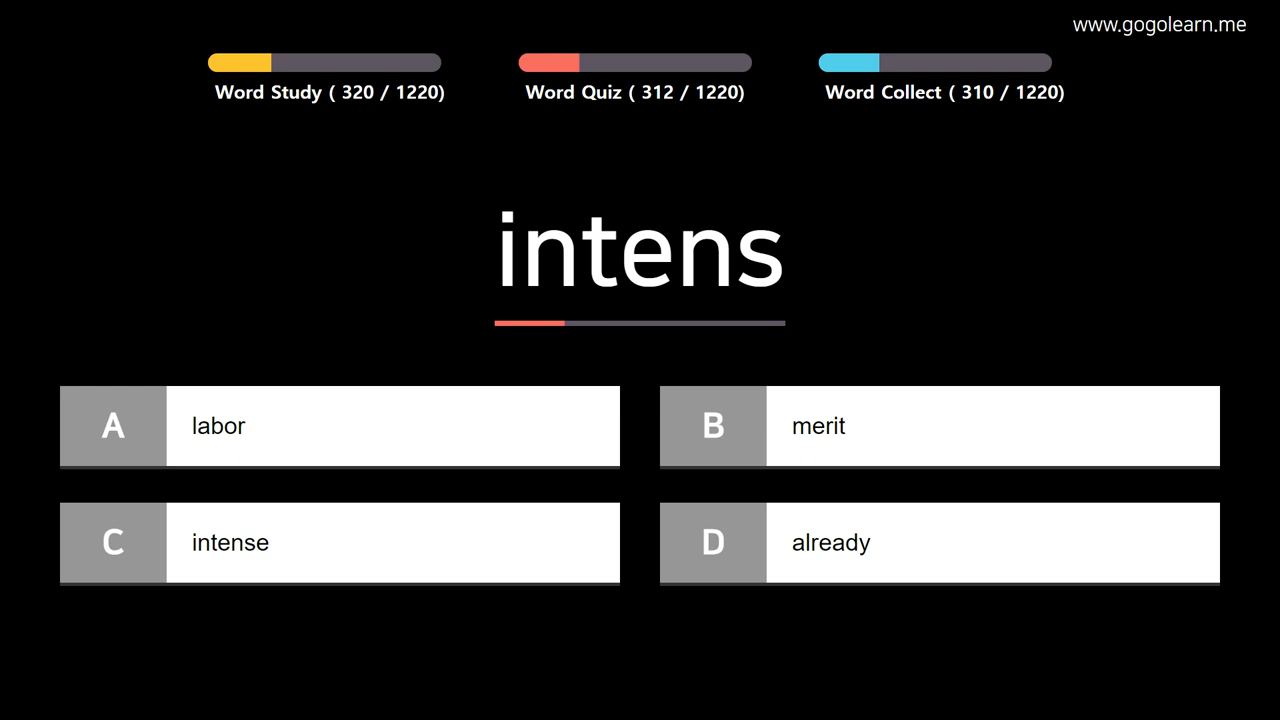 www.gogolearn.me
Word Study ( 320 / 1220)
Word Quiz ( 312 / 1220)
Word Collect ( 310 / 1220)
intens
A labor
B merit
C intense
D already